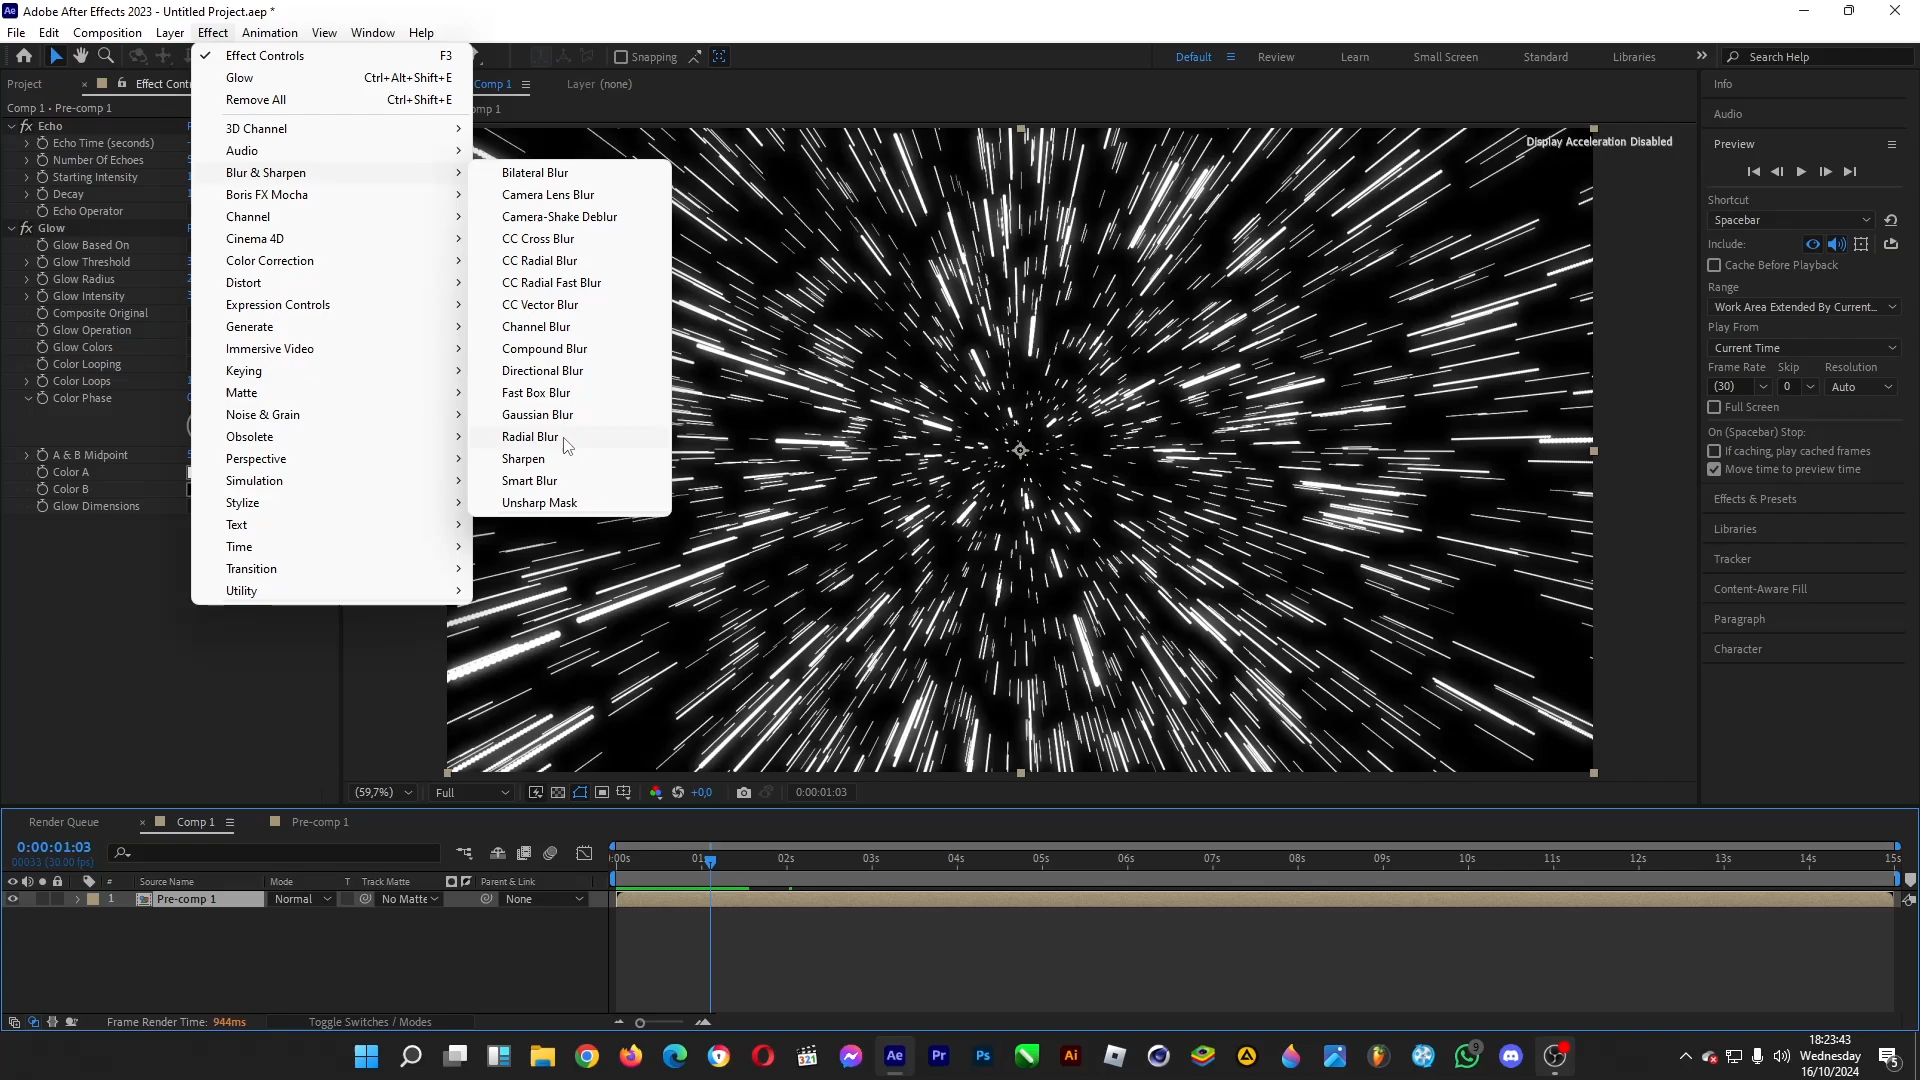 Adobe After Effects 2023 - Untitled Project.aep *
File Edit Composition Layer Effect Animation View Window Help
Snapping
Default Review Learn Small Screen Standard Libraries
Search Help
Project
Effect Cont
Comp 1
Layer (none)
Comp 1 • Pre-comp 1
fx Echo
Echo Time (seconds)
Number Of Echoes
Starting Intensity
Decay
Echo Operator
fx Glow
Glow Based On
Glow Threshold
Glow Radius
Glow Intensity
Composite Original
Glow Operation
Glow Colors
Color Looping
Color Loops
Color Phase
A & B Midpoint
Color A
Color B
Glow Dimensions
Effect Controls F3
Glow Ctrl+Alt+Shift+E
Remove All Ctrl+Shift+E
3D Channel
Audio
Blur & Sharpen
Boris FX Mocha
Channel
Cinema 4D
Color Correction
Distort
Expression Controls
Generate
Immersive Video
Keying
Matte
Noise & Grain
Obsolete
Perspective
Simulation
Stylize
Text
Time
Transition
Utility
Bilateral Blur
Camera Lens Blur
Camera-Shake Deblur
CC Cross Blur
CC Radial Blur
CC Radial Fast Blur
CC Vector Blur
Channel Blur
Compound Blur
Directional Blur
Fast Box Blur
Gaussian Blur
Radial Blur
Sharpen
Smart Blur
Unsharp Mask
Display Acceleration Disabled
Info
Audio
Preview
Shortcut
Spacebar
Include:
Cache Before Playback
Range
Work Area Extended By Current...
Play From
Current Time
Frame Rate Skip Resolution
(30) 0 Auto
Full Screen
On (Spacebar) Stop:
If caching, play cached frames
Move time to preview time
Effects & Presets
Libraries
Tracker
Content-Aware Fill
Paragraph
Character
(59,7%) Full +0,0 0:00:01:03
Render Queue Comp 1 Pre-comp 1
0:00:01:03
00033 (30.00 fps)
:00s 01s 02s 03s 04s 05s 06s 07s 08s 09s 10s 11s 12s 13s 14s 15s
# Source Name Mode T Track Matte Parent & Link
1 Pre-comp 1 Normal No Matte None
Frame Render Time: 944ms Toggle Switches / Modes
18:23:43
Wednesday
16/10/2024